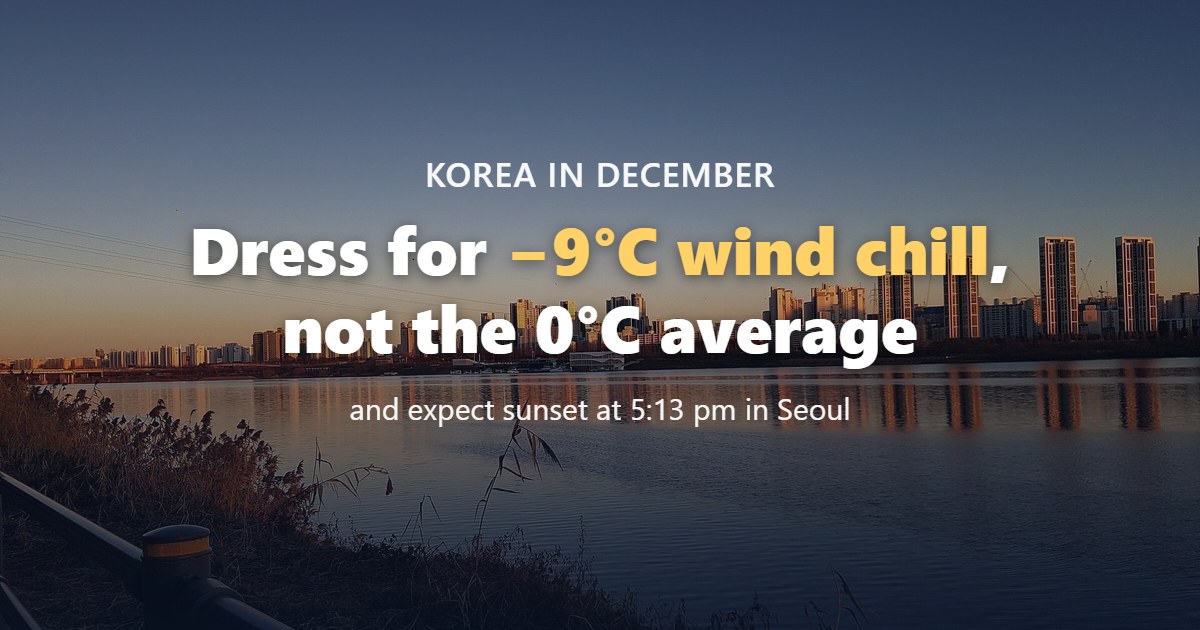 KOREA IN DECEMBER
Dress for −9°C wind chill,
not the 0°C average
and expect sunset at 5:13 pm in Seoul